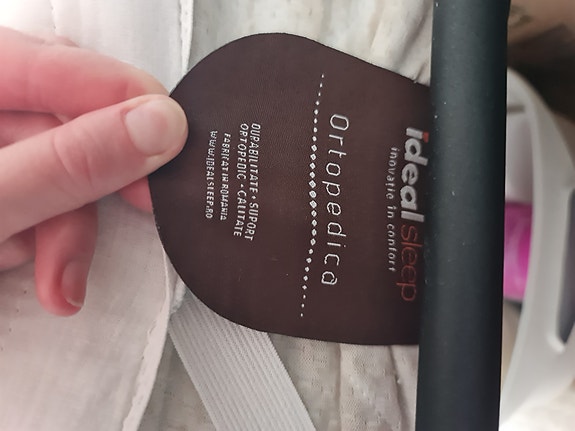 ideal sleep
inovatie in confort
Ortopedica
DURABILITATE • SUPORT
ORTOPEDIC • CALITATE
FABRICAT IN ROMANIA
WWW.IDEALSLEEP.RO